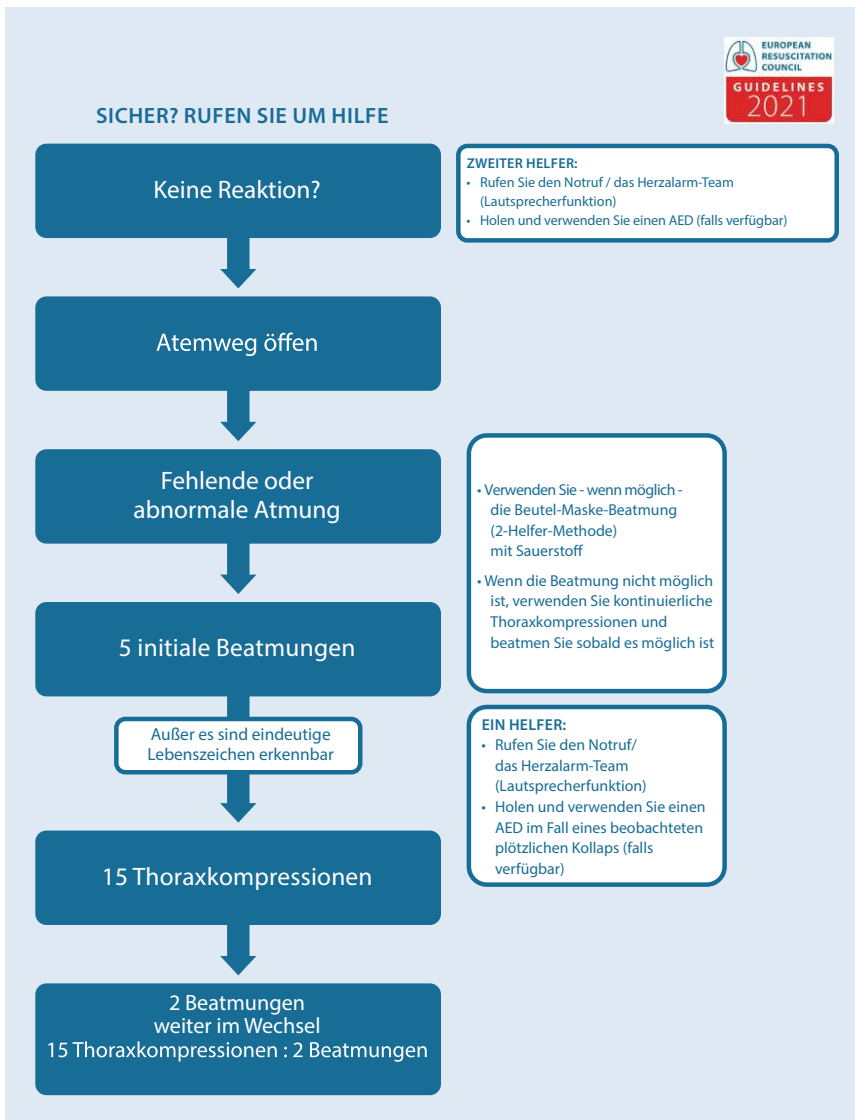 EUROPEAN
RESUSCITATION
COUNCIL
GUIDELINES
2021
SICHER? RUFEN SIE UM HILFE
Keine Reaktion?
ZWEITER HELFER:
• Rufen Sie den Notruf / das Herzalarm-Team
(Lautsprecherfunktion)
• Holen und verwenden Sie einen AED (falls verfügbar)
Atemweg öffen
Fehlende oder
abnormale Atmung
• Verwenden Sie - wenn möglich -
die Beutel-Maske-Beatmung
(2-Helfer-Methode)
mit Sauerstoff
• Wenn die Beatmung nicht möglich
ist, verwenden Sie kontinuierliche
Thoraxkompressionen und
beatmen Sie sobald es möglich ist
5 initiale Beatmungen
Außer es sind eindeutige
Lebenszeichen erkennbar
EIN HELFER:
• Rufen Sie den Notruf/
das Herzalarm-Team
(Lautsprecherfunktion)
• Holen und verwenden Sie einen
AED im Fall eines beobachteten
plötzlichen Kollaps (falls
verfügbar)
15 Thoraxkompressionen
2 Beatmungen
weiter im Wechsel
15 Thoraxkompressionen : 2 Beatmungen